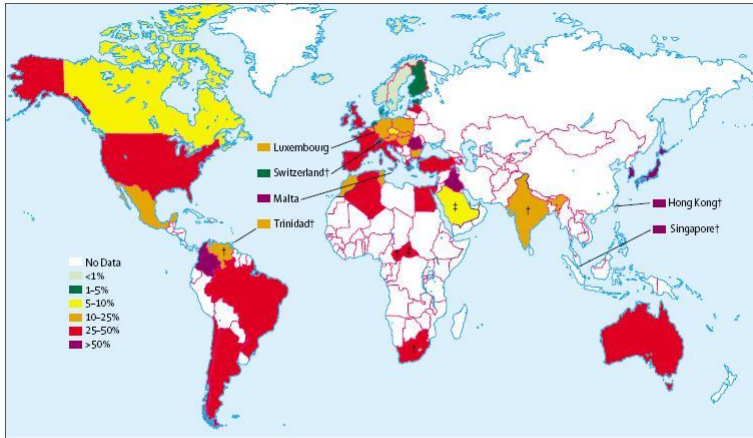 Luxembourg
Switzerland†
Malta
Trinidad†
Hong Kong†
Singapore†
†
†
‡
No Data
<1%
1–5%
5–10%
10–25%
25–50%
>50%